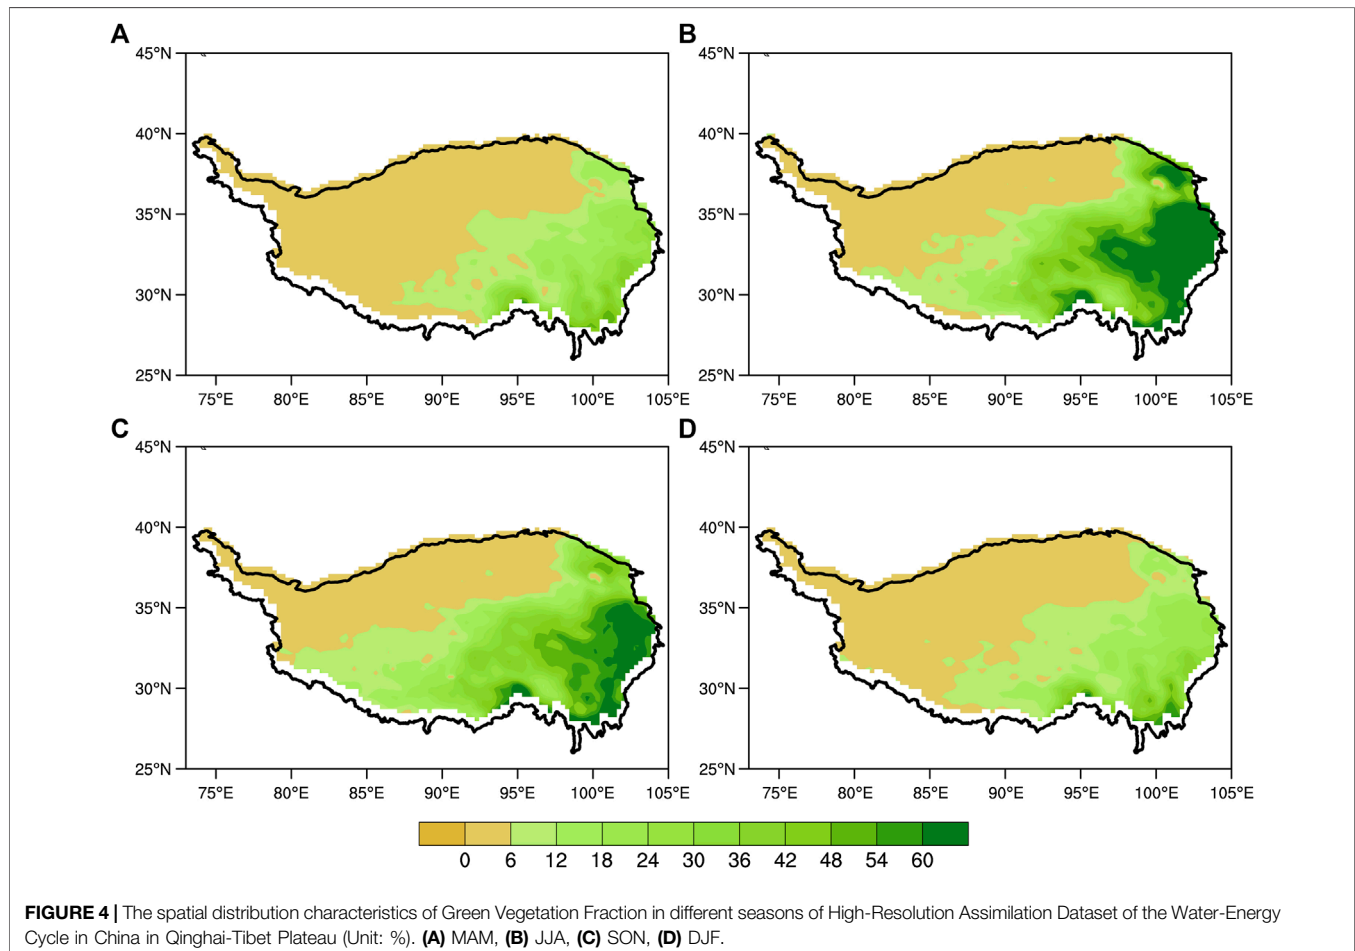 A
B
45°N
40°N
35°N
30°N
25°N
75°E 80°E 85°E 90°E 95°E 100°E 105°E
45°N
40°N
35°N
30°N
25°N
75°E 80°E 85°E 90°E 95°E 100°E 105°E
C
D
45°N
40°N
35°N
30°N
25°N
75°E 80°E 85°E 90°E 95°E 100°E 105°E
45°N
40°N
35°N
30°N
25°N
75°E 80°E 85°E 90°E 95°E 100°E 105°E
0 6 12 18 24 30 36 42 48 54 60
FIGURE 4 | The spatial distribution characteristics of Green Vegetation Fraction in different seasons of High-Resolution Assimilation Dataset of the Water-Energy
Cycle in China in Qinghai-Tibet Plateau (Unit: %). (A) MAM, (B) JJA, (C) SON, (D) DJF.